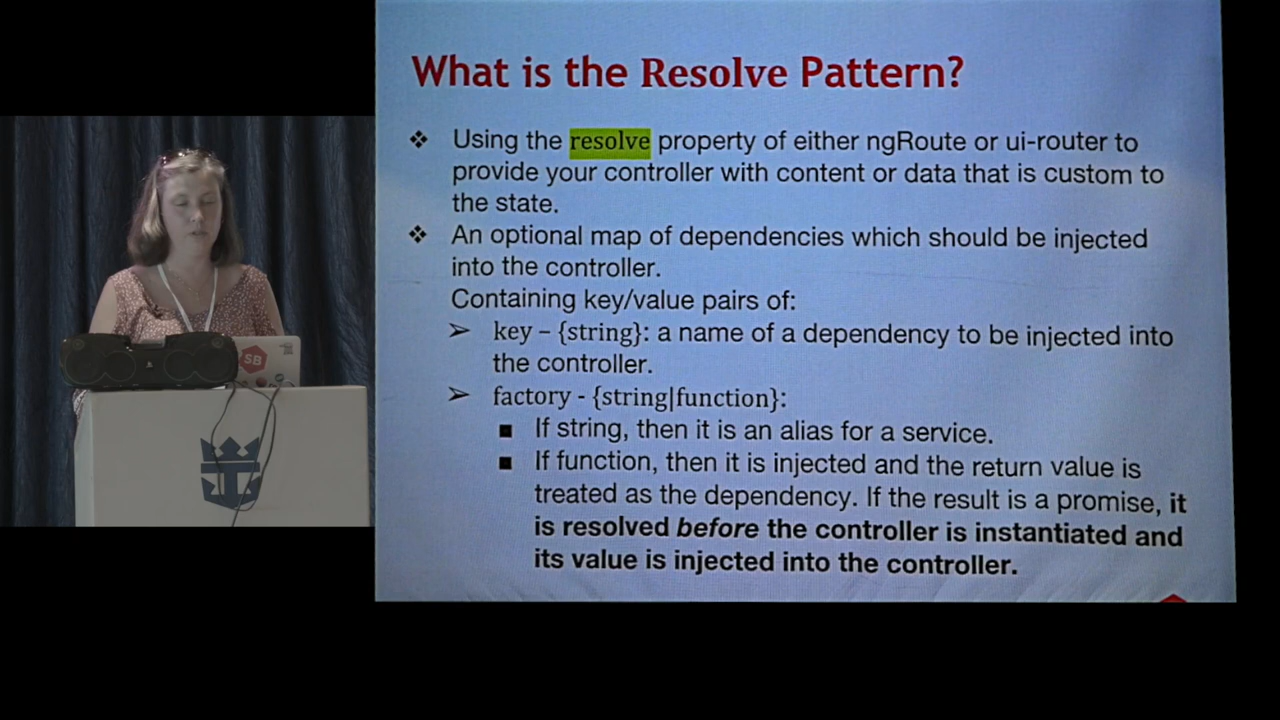 What is the Resolve Pattern?
❖ Using the resolve property of either ngRoute or ui-router to
provide your controller with content or data that is custom to
the state.
❖ An optional map of dependencies which should be injected
into the controller.
Containing key/value pairs of:
➢ key – {string}: a name of a dependency to be injected into
the controller.
➢ factory - {string|function}:
■ If string, then it is an alias for a service.
■ If function, then it is injected and the return value is
treated as the dependency. If the result is a promise, it
is resolved before the controller is instantiated and
its value is injected into the controller.
SB